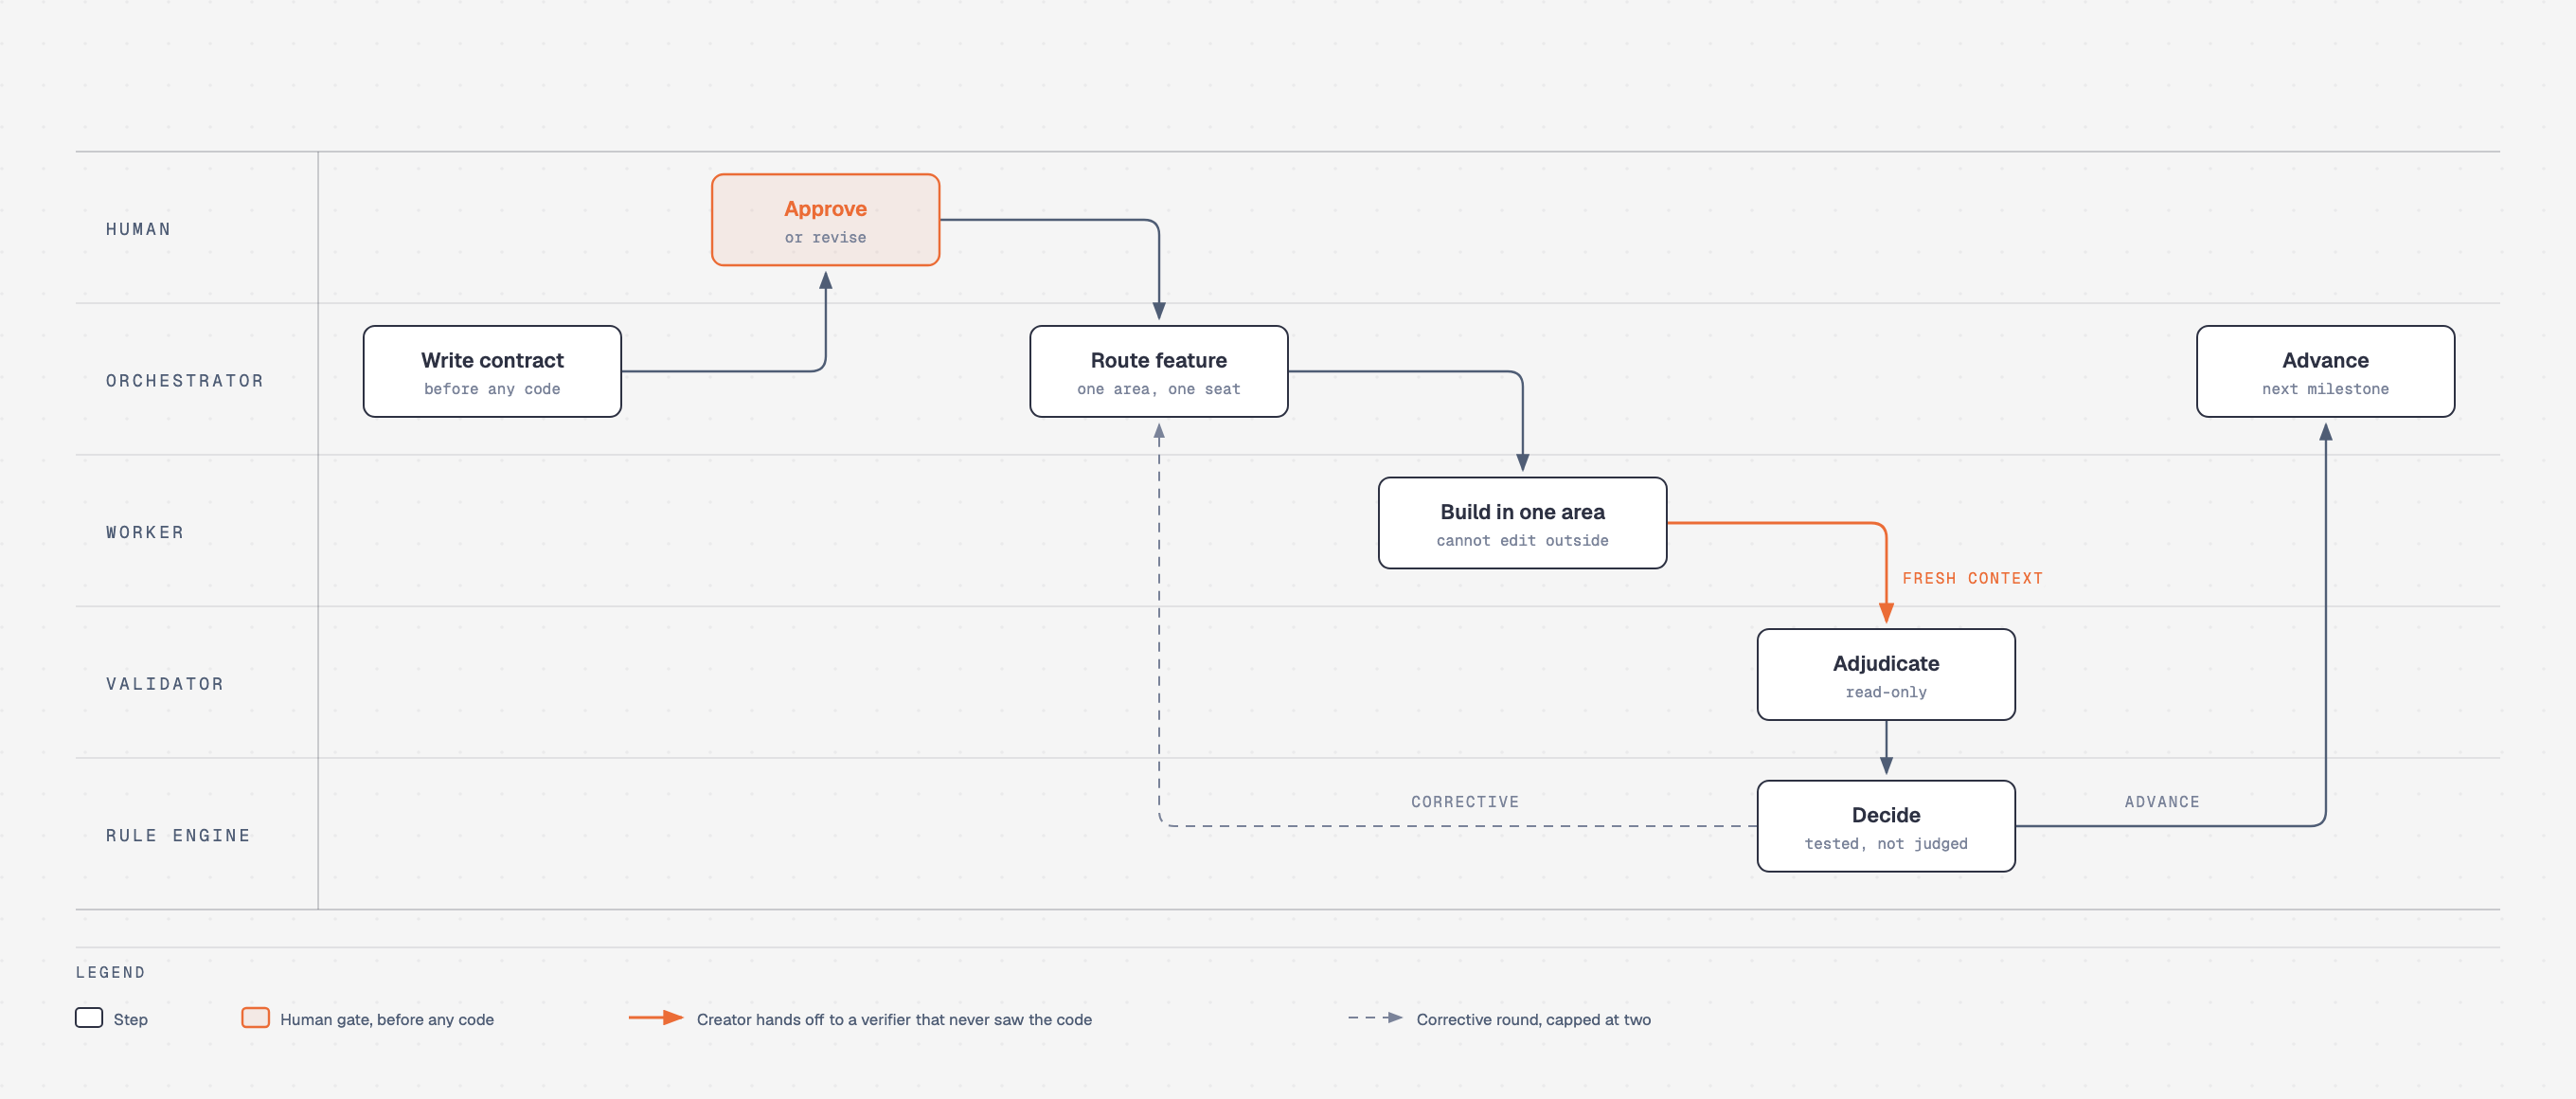 HUMAN
Approve
or revise
ORCHESTRATOR
Write contract
before any code
Route feature
one area, one seat
Advance
next milestone
WORKER
Build in one area
cannot edit outside
FRESH CONTEXT
VALIDATOR
Adjudicate
read-only
RULE ENGINE
CORRECTIVE
Decide
tested, not judged
ADVANCE
LEGEND
Step
Human gate, before any code
Creator hands off to a verifier that never saw the code
Corrective round, capped at two